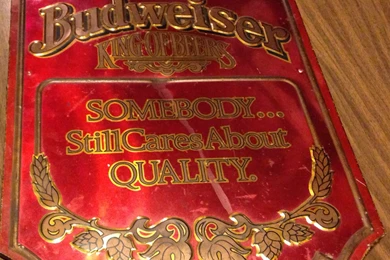 Budweiser
KING OF BEERS
SOMEBODY...
Still Cares About
QUALITY.